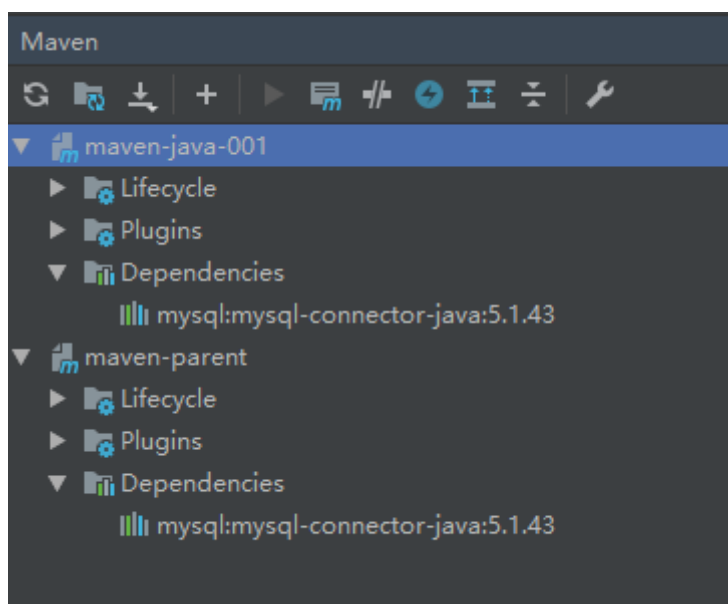 Maven
maven-java-001
Lifecycle
Plugins
Dependencies
mysql:mysql-connector-java:5.1.43
maven-parent
Lifecycle
Plugins
Dependencies
mysql:mysql-connector-java:5.1.43